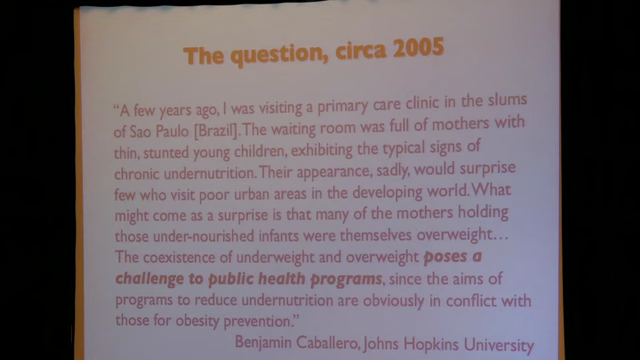 The question, circa 2005
“A few years ago, I was visiting a primary care clinic in the slums
of Sao Paulo [Brazil]. The waiting room was full of mothers with
thin, stunted young children, exhibiting the typical signs of
chronic undernutrition. Their appearance, sadly, would surprise
few who visit poor urban areas in the developing world. What
might come as a surprise is that many of the mothers holding
those under-nourished infants were themselves overweight…
The coexistence of underweight and overweight poses a
challenge to public health programs, since the aims of
programs to reduce undernutrition are obviously in conflict with
those for obesity prevention.”
Benjamin Caballero, Johns Hopkins University